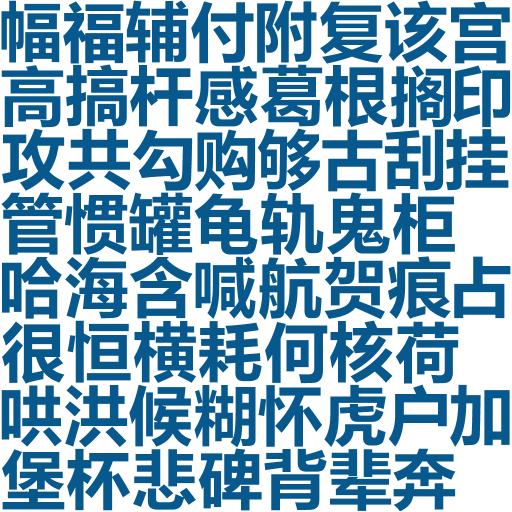 幅福辅付附复该宫
高搞杆感葛根搁印
攻共勾购够古刮挂
管惯罐龟轨鬼柜
哈海含喊航贺痕占
很恒横耗何核荷
哄洪候糊怀虎户加
堡杯悲碑背辈奔